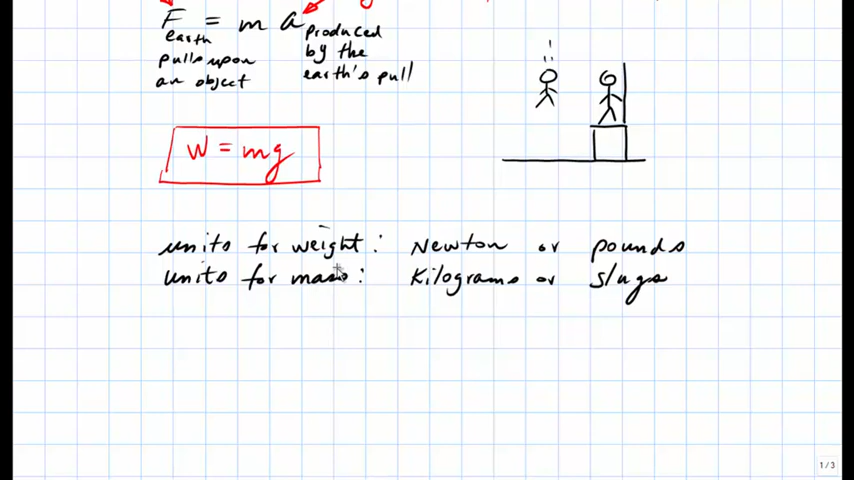 F = m a
earth
pulls upon
an object
produced
by the
earth's pull
W = mg
units for weight: Newton or pounds
units for mass: Kilograms or slugs
1/3